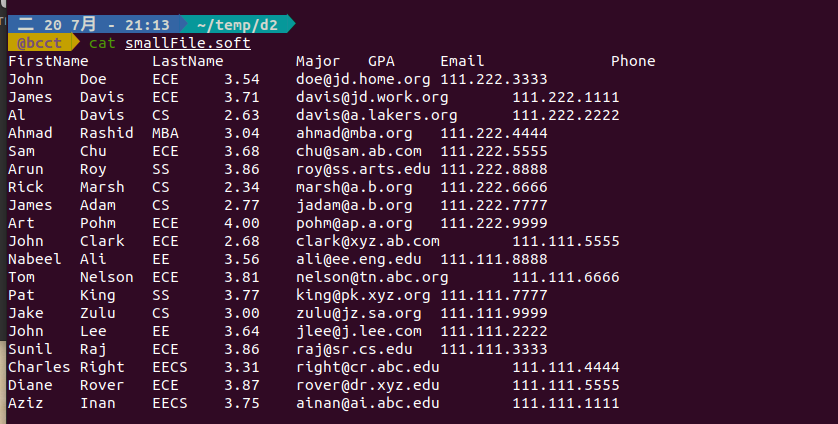 二 20 7月 - 21:13 ~/temp/d2
@bcct cat smallFile.soft
FirstName LastName Major GPA Email Phone
John Doe ECE 3.54 doe@jd.home.org 111.222.3333
James Davis ECE 3.71 davis@jd.work.org 111.222.1111
Al Davis CS 2.63 davis@a.lakers.org 111.222.2222
Ahmad Rashid MBA 3.04 ahmad@mba.org 111.222.4444
Sam Chu ECE 3.68 chu@sam.ab.com 111.222.5555
Arun Roy SS 3.86 roy@ss.arts.edu 111.222.8888
Rick Marsh CS 2.34 marsh@a.b.org 111.222.6666
James Adam CS 2.77 jadam@a.b.org 111.222.7777
Art Pohm ECE 4.00 pohm@ap.a.org 111.222.9999
John Clark ECE 2.68 clark@xyz.ab.com 111.111.5555
Nabeel Ali EE 3.56 ali@ee.eng.edu 111.111.8888
Tom Nelson ECE 3.81 nelson@tn.abc.org 111.111.6666
Pat King SS 3.77 king@pk.xyz.org 111.111.7777
Jake Zulu CS 3.00 zulu@jz.sa.org 111.111.9999
John Lee EE 3.64 jlee@j.lee.com 111.111.2222
Sunil Raj ECE 3.86 raj@sr.cs.edu 111.111.3333
Charles Right EECS 3.31 right@cr.abc.edu 111.111.4444
Diane Rover ECE 3.87 rover@dr.xyz.edu 111.111.5555
Aziz Inan EECS 3.75 ainan@ai.abc.edu 111.111.1111